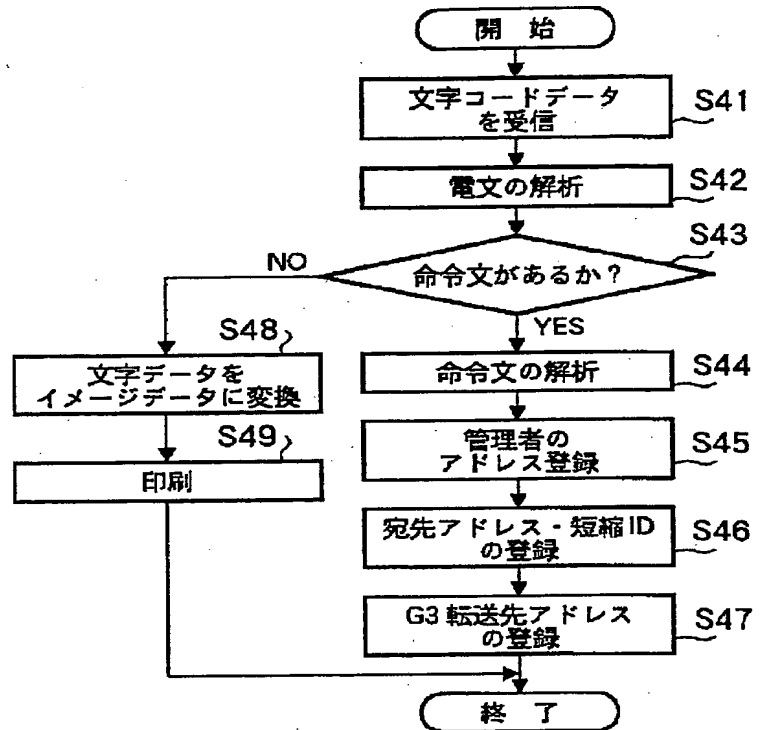 開 始
文字コードデータ
を受信
S41
電文の解析
S42
命令文があるか？
S43
NO
YES
文字データを
イメージデータに変換
S48
印刷
S49
命令文の解析
S44
管理者の
アドレス登録
S45
宛先アドレス・短縮ID
の登録
S46
G3転送先アドレス
の登録
S47
終 了